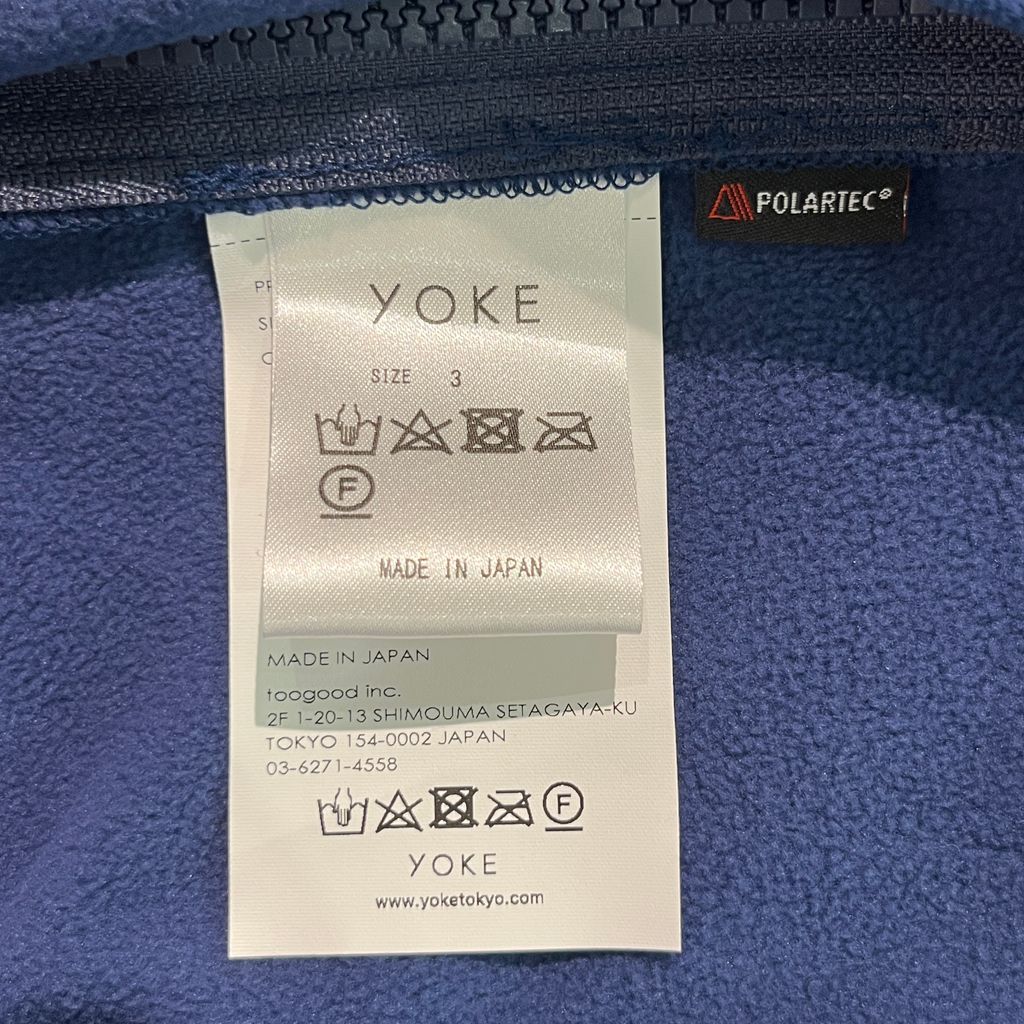 POLARTEC®
YOKE
SIZE 3
F
MADE IN JAPAN
MADE IN JAPAN
toogood inc.
2F 1-20-13 SHIMOUMA SETAGAYA-KU
TOKYO 154-0002 JAPAN
03-6271-4558
F
YOKE
www.yoketokyo.com